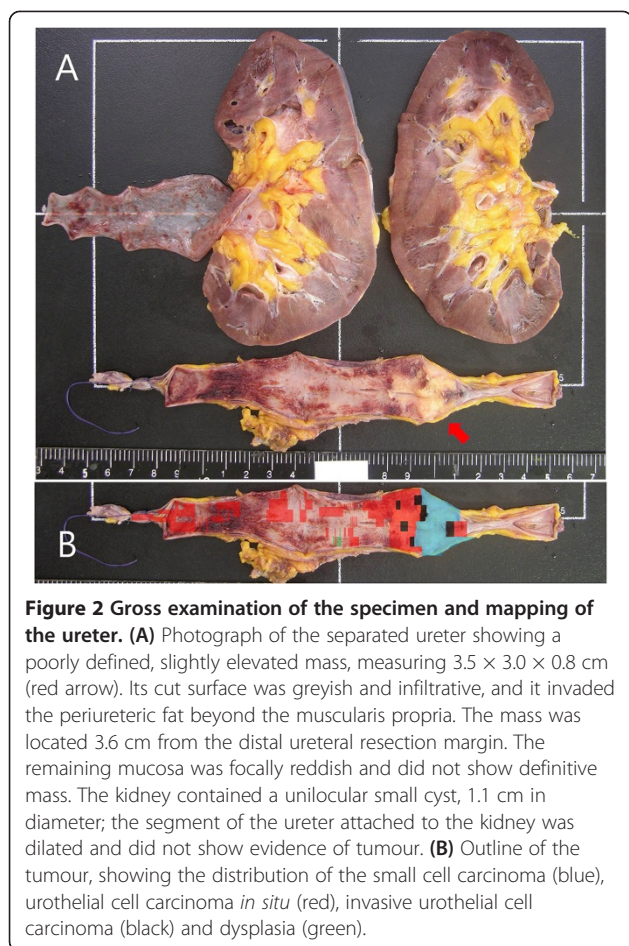 A
B
Figure 2 Gross examination of the specimen and mapping of
the ureter. (A) Photograph of the separated ureter showing a
poorly defined, slightly elevated mass, measuring 3.5 × 3.0 × 0.8 cm
(red arrow). Its cut surface was greyish and infiltrative, and it invaded
the periureteric fat beyond the muscularis propria. The mass was
located 3.6 cm from the distal ureteral resection margin. The
remaining mucosa was focally reddish and did not show definitive
mass. The kidney contained a unilocular small cyst, 1.1 cm in
diameter; the segment of the ureter attached to the kidney was
dilated and did not show evidence of tumour. (B) Outline of the
tumour, showing the distribution of the small cell carcinoma (blue),
urothelial cell carcinoma in situ (red), invasive urothelial cell
carcinoma (black) and dysplasia (green).